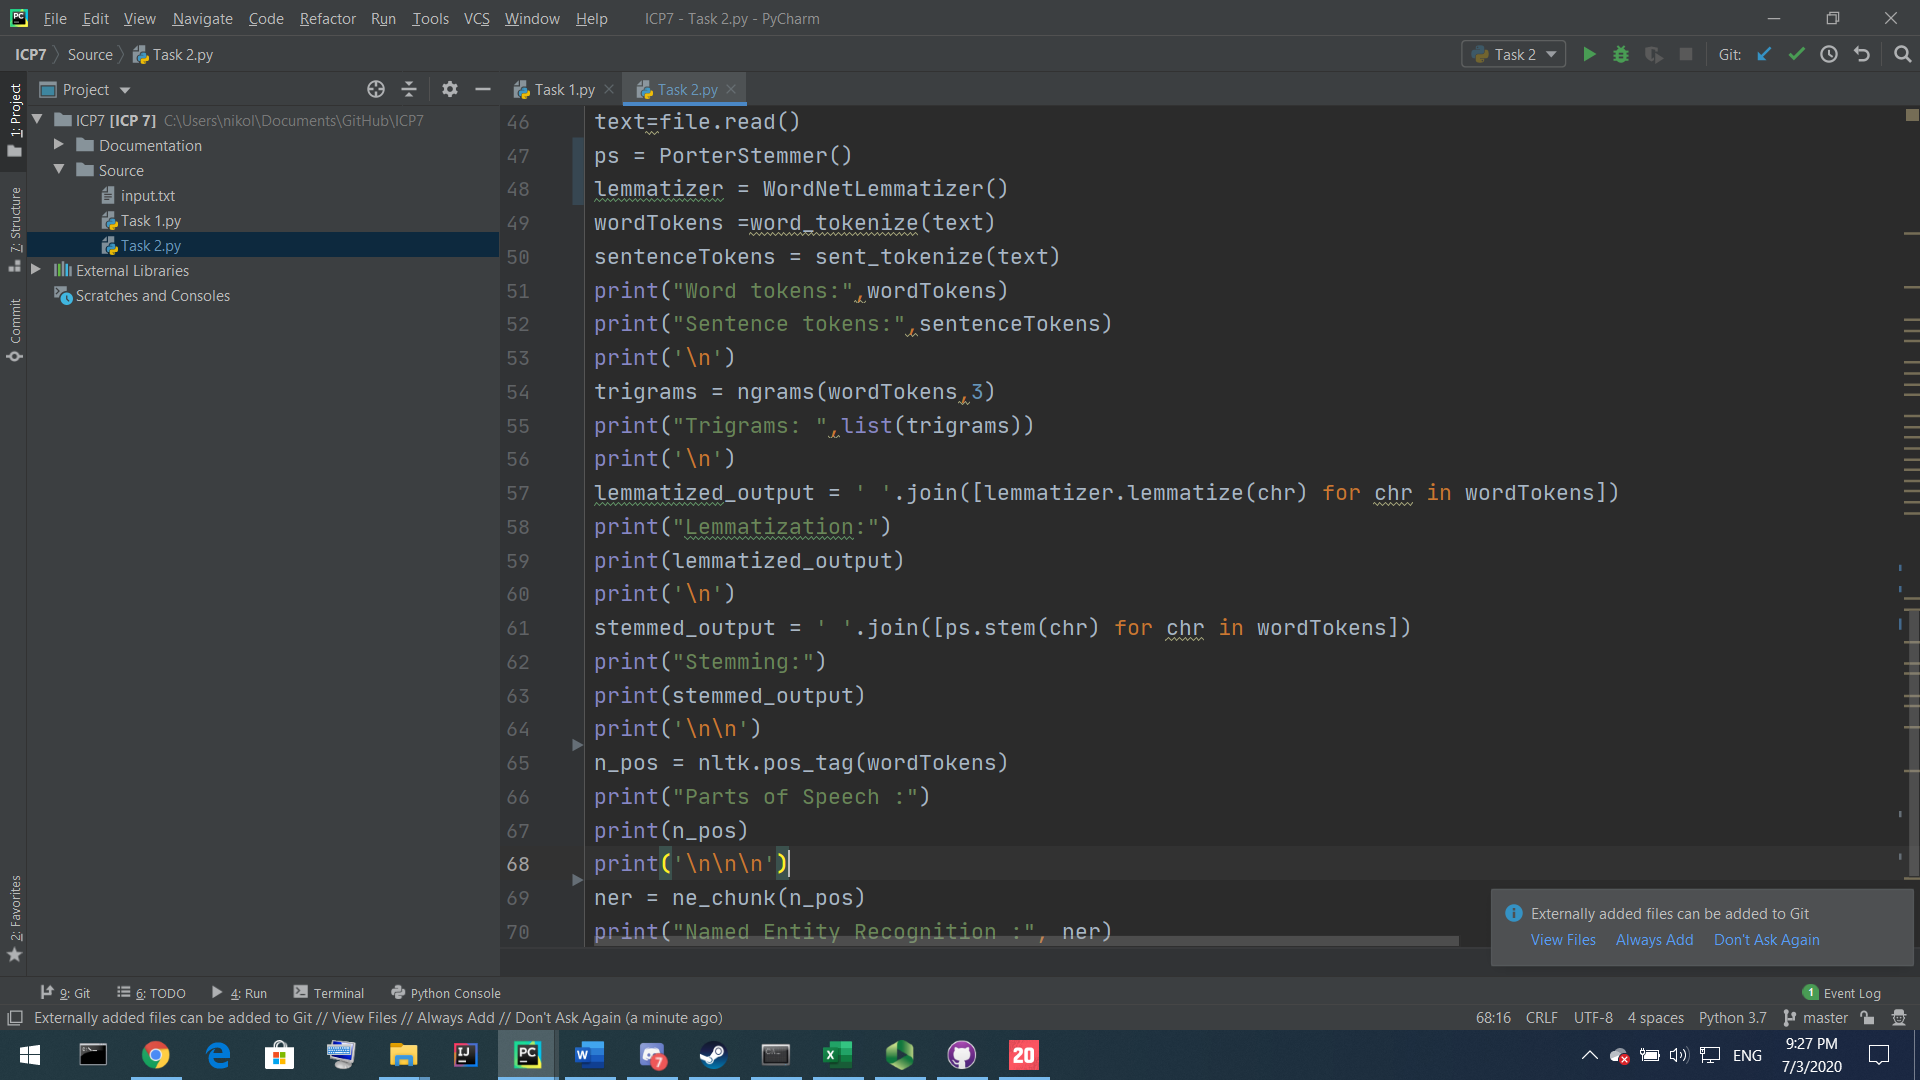 File Edit View Navigate Code Refactor Run Tools VCS Window Help ICP7 - Task 2.py - PyCharm
ICP7 Source Task 2.py Task 2 Git:
Project Task 1.py Task 2.py
1: Project
7: Structure
Commit
2: Favorites
ICP7 [ICP 7] C:\Users\nikol\Documents\GitHub\ICP7
Documentation
Source
input.txt
Task 1.py
Task 2.py
External Libraries
Scratches and Consoles
46 text=file.read()
47 ps = PorterStemmer()
48 lemmatizer = WordNetLemmatizer()
49 wordTokens =word_tokenize(text)
50 sentenceTokens = sent_tokenize(text)
51 print("Word tokens:",wordTokens)
52 print("Sentence tokens:",sentenceTokens)
53 print('\n')
54 trigrams = ngrams(wordTokens,3)
55 print("Trigrams: ",list(trigrams))
56 print('\n')
57 lemmatized_output = ' '.join([lemmatizer.lemmatize(chr) for chr in wordTokens])
58 print("Lemmatization:")
59 print(lemmatized_output)
60 print('\n')
61 stemmed_output = ' '.join([ps.stem(chr) for chr in wordTokens])
62 print("Stemming:")
63 print(stemmed_output)
64 print('\n\n')
65 n_pos = nltk.pos_tag(wordTokens)
66 print("Parts of Speech :")
67 print(n_pos)
68 print('\n\n\n')
69 ner = ne_chunk(n_pos)
70 print("Named Entity Recognition :", ner)
Externally added files can be added to Git
View Files Always Add Don't Ask Again
9: Git 6: TODO 4: Run Terminal Python Console 1 Event Log
Externally added files can be added to Git // View Files // Always Add // Don't Ask Again (a minute ago) 68:16 CRLF UTF-8 4 spaces Python 3.7 master
IJ PC W 7 X 20 ENG 9:27 PM
7/3/2020